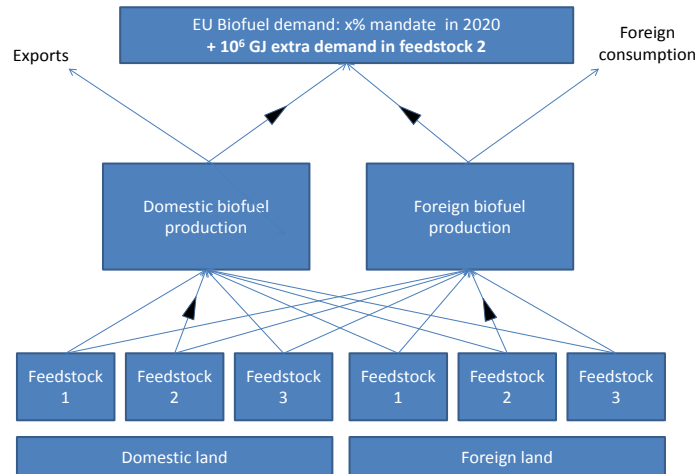 EU Biofuel demand: x% mandate in 2020
+ 10⁶ GJ extra demand in feedstock 2
Exports
Foreign
consumption
Domestic biofuel
production
Foreign biofuel
production
Feedstock
1
Feedstock
2
Feedstock
3
Feedstock
1
Feedstock
2
Feedstock
3
Domestic land
Foreign land